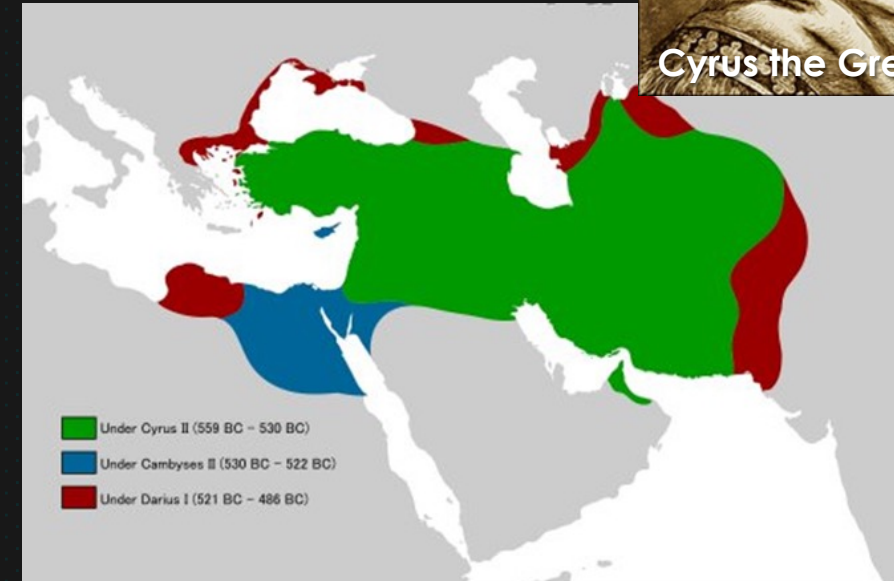 Cyrus the Gre
Under Cyrus II (559 BC - 530 BC)
Under Cambyses II (530 BC - 522 BC)
Under Darius I (521 BC - 486 BC)